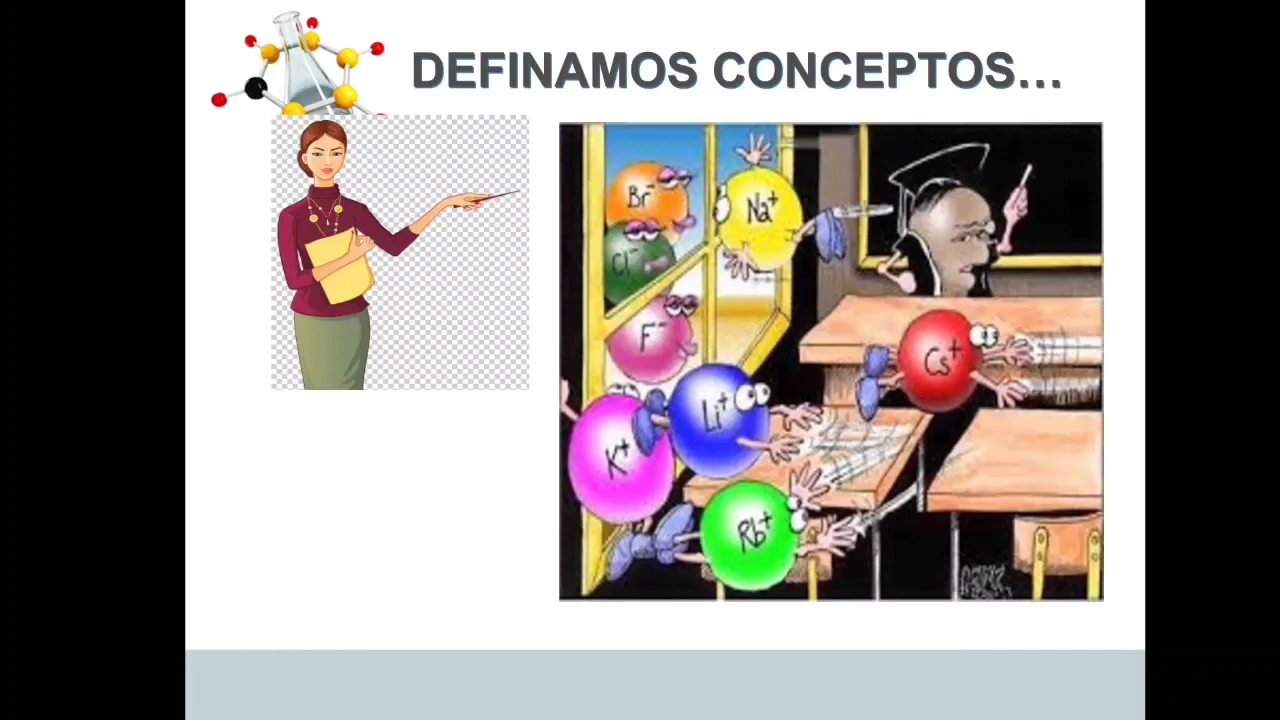 DEFINAMOS CONCEPTOS...
Br⁻
Na⁺
Cl⁻
F⁻
Cs⁺
Li⁺
K⁺
Rb⁺